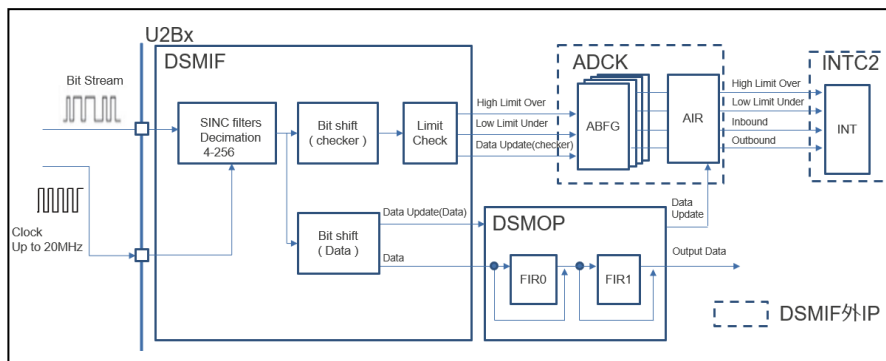 U2Bx
DSMIF
ADCK
INTC2
Bit Stream
SINC filters
Decimation
4-256
Bit shift
( checker )
Limit
Check
High Limit Over
Low Limit Under
Data Update(checker)
ABFG
AIR
High Limit Over
Low Limit Under
Inbound
Outbound
INT
Clock
Up to 20MHz
Bit shift
( Data )
Data Update(Data)
Data
DSMOP
Data
Update
FIR0
FIR1
Output Data
DSMIF外IP